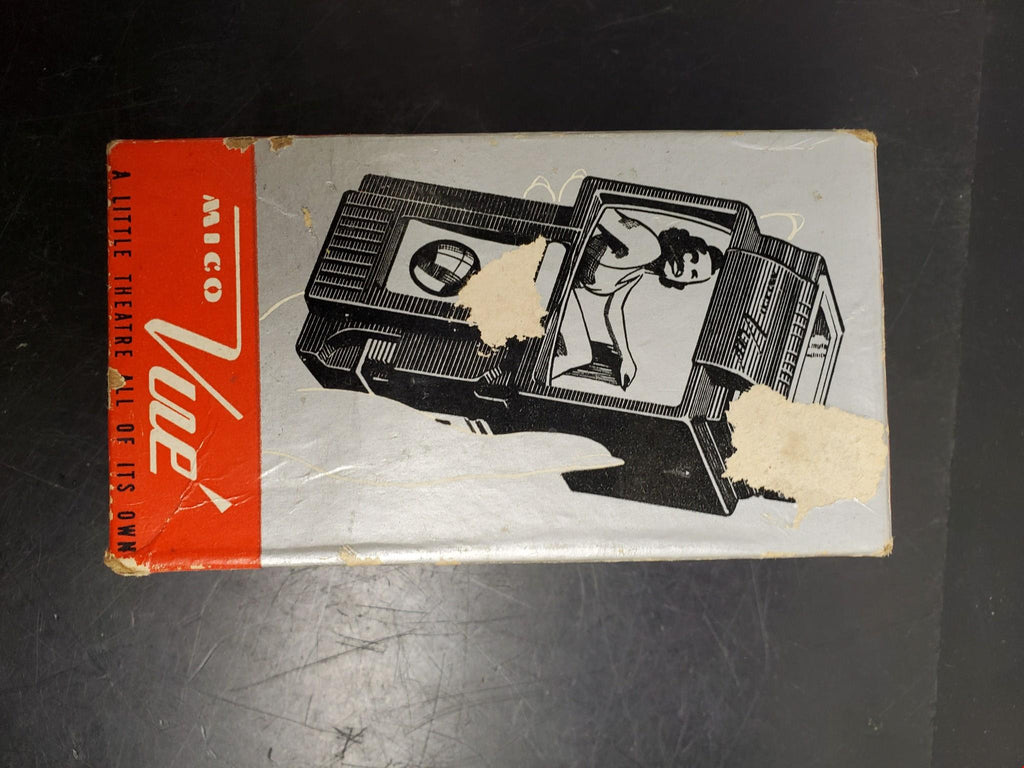 MICO
Vue
A LITTLE THEATRE ALL OF ITS OWN